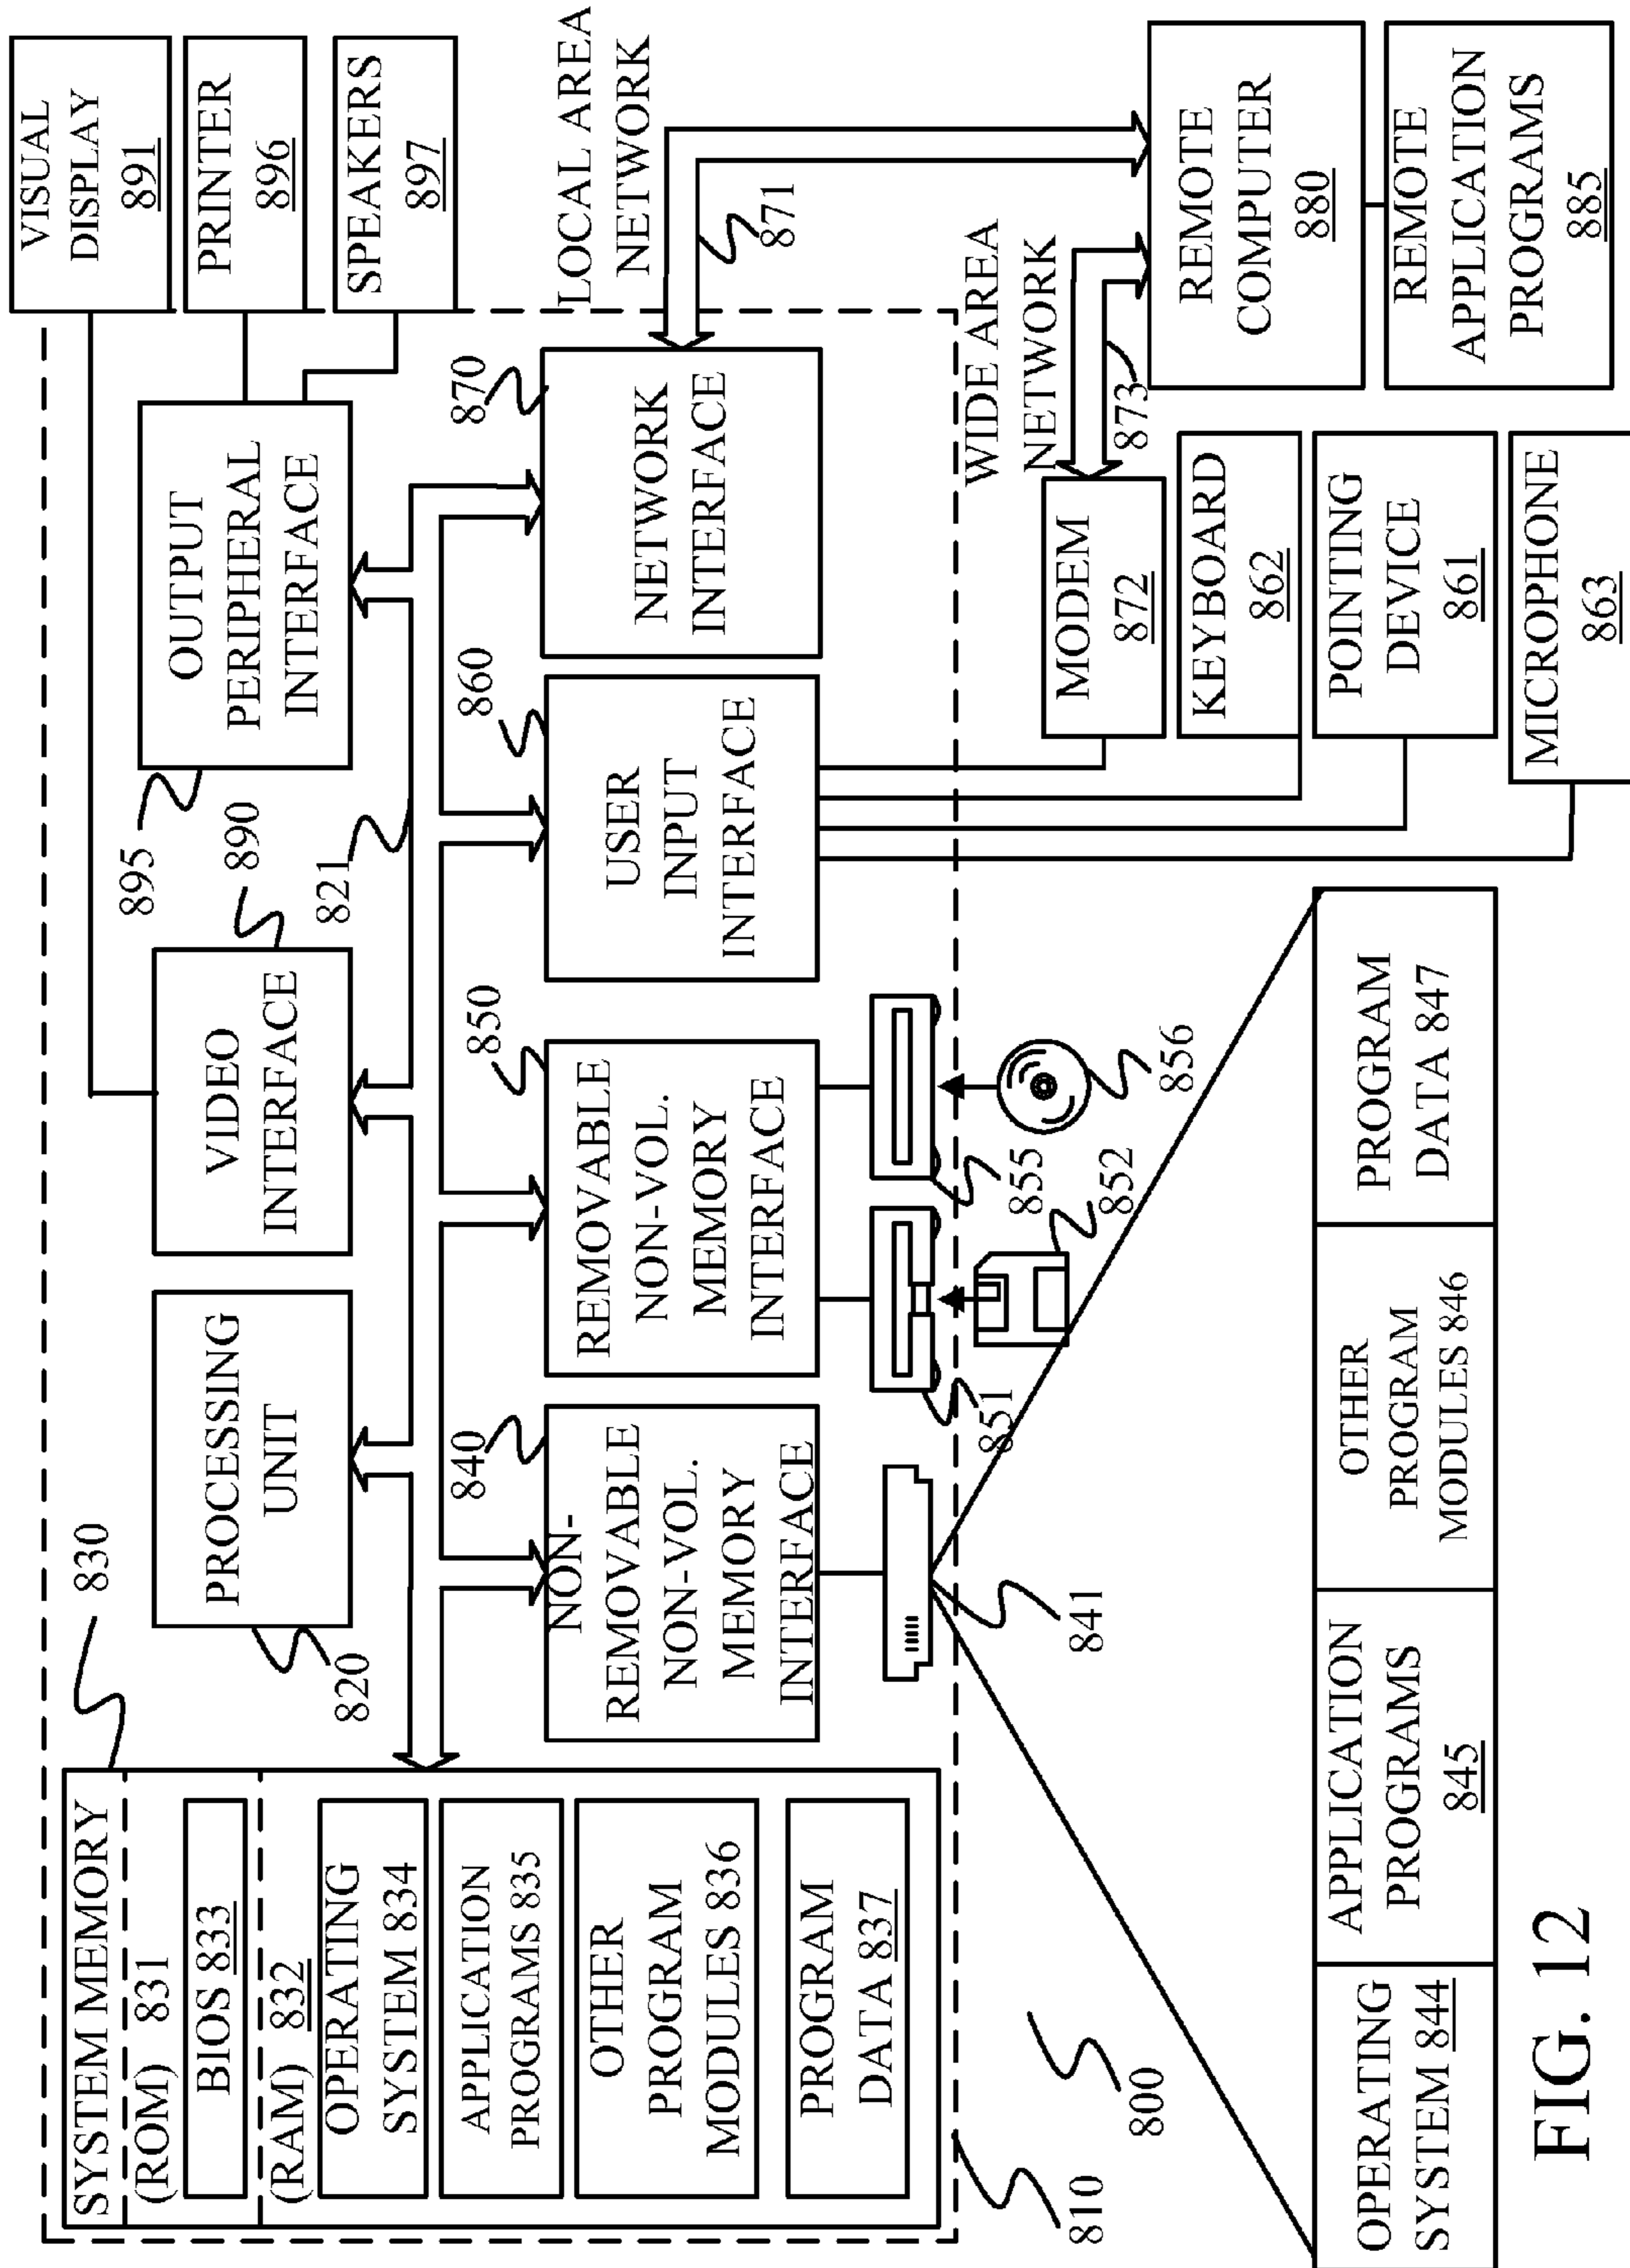 SYSTEM MEMORY
(ROM) 831
BIOS 833
(RAM) 832
OPERATING
SYSTEM 834
APPLICATION
PROGRAMS 835
OTHER
PROGRAM
MODULES 836
PROGRAM
DATA 837
830
820
PROCESSING
UNIT
VIDEO
INTERFACE
890
821
895
OUTPUT
PERIPHERAL
INTERFACE
VISUAL
DISPLAY
891
PRINTER
896
SPEAKERS
897
840
NON-
REMOVABLE
NON-VOL.
MEMORY
INTERFACE
850
REMOVABLE
NON-VOL.
MEMORY
INTERFACE
860
USER
INPUT
INTERFACE
870
NETWORK
INTERFACE
LOCAL AREA
NETWORK
871
841
851
852
855
856
WIDE AREA
NETWORK
873
MODEM
872
KEYBOARD
862
POINTING
DEVICE
861
MICROPHONE
863
REMOTE
COMPUTER
880
REMOTE
APPLICATION
PROGRAMS
885
810
800
OPERATING
SYSTEM 844
APPLICATION
PROGRAMS
845
OTHER
PROGRAM
MODULES 846
PROGRAM
DATA 847
FIG. 12